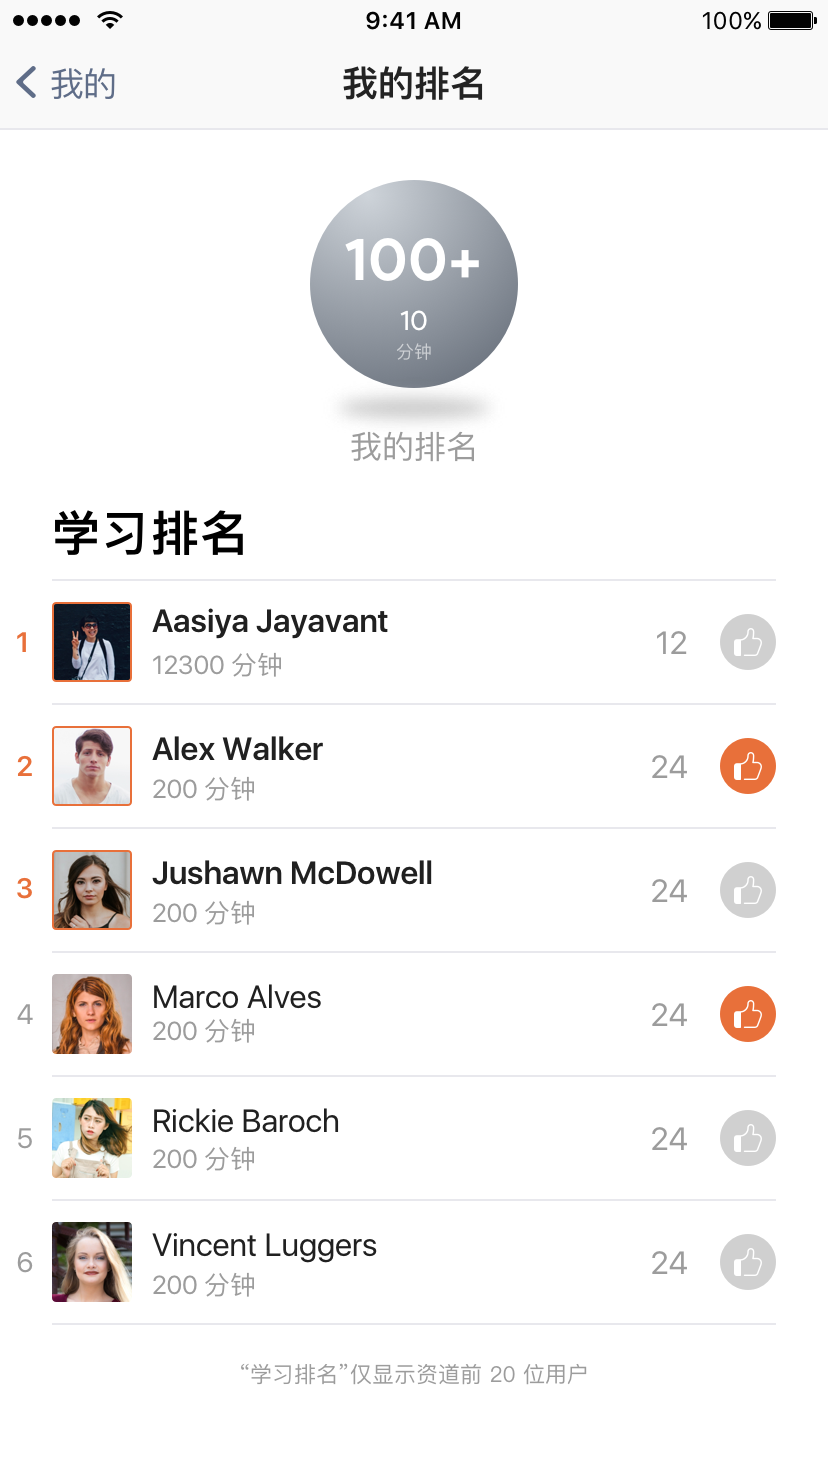 9:41 AM
100%
我的
我的排名
100+
10
分钟
我的排名
学习排名
1
Aasiya Jayavant
12300 分钟
12
2
Alex Walker
200 分钟
24
3
Jushawn McDowell
200 分钟
24
4
Marco Alves
200 分钟
24
5
Rickie Baroch
200 分钟
24
6
Vincent Luggers
200 分钟
24
“学习排名”仅显示资道前 20 位用户